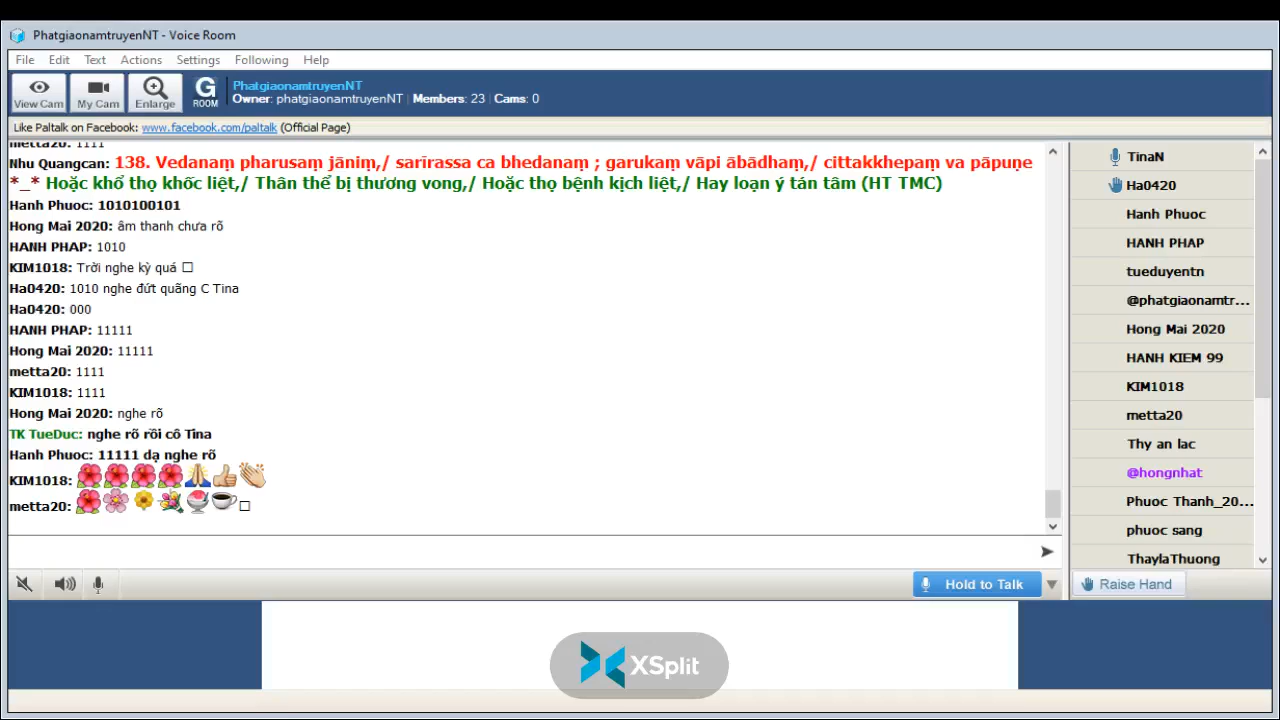 PhatgiaonamtruyenNT - Voice Room
File Edit Text Actions Settings Following Help
View Cam My Cam Enlarge G ROOM
PhatgiaonamtruyenNT
Owner: phatgiaonamtruyenNT | Members: 23 | Cams: 0
Like Paltalk on Facebook: www.facebook.com/paltalk (Official Page)
metta20: 1111
Nhu Quangcan: 138. Vedanaṃ pharusaṃ jāniṃ,/ sarīrassa ca bhedanaṃ ; garukaṃ vāpi ābādhaṃ,/ cittakkhepaṃ va pāpuṇe
*_* Hoặc khổ thọ khốc liệt,/ Thân thể bị thương vong,/ Hoặc thọ bệnh kịch liệt,/ Hay loạn ý tán tâm (HT TMC)
Hanh Phuoc: 1010100101
Hong Mai 2020: âm thanh chưa rõ
HANH PHAP: 1010
KIM1018: Trời nghe kỳ quá
Ha0420: 1010 nghe đứt quãng C Tina
Ha0420: 000
HANH PHAP: 11111
Hong Mai 2020: 11111
metta20: 1111
KIM1018: 1111
Hong Mai 2020: nghe rõ
TK TueDuc: nghe rõ rồi cô Tina
Hanh Phuoc: 11111 dạ nghe rõ
KIM1018:
metta20:
TinaN
Ha0420
Hanh Phuoc
HANH PHAP
tueduyentn
@phatgiaonamtr...
Hong Mai 2020
HANH KIEM 99
KIM1018
metta20
Thy an lac
@hongnhat
Phuoc Thanh_20...
phuoc sang
ThaylaThuong
Hold to Talk
Raise Hand
XSplit